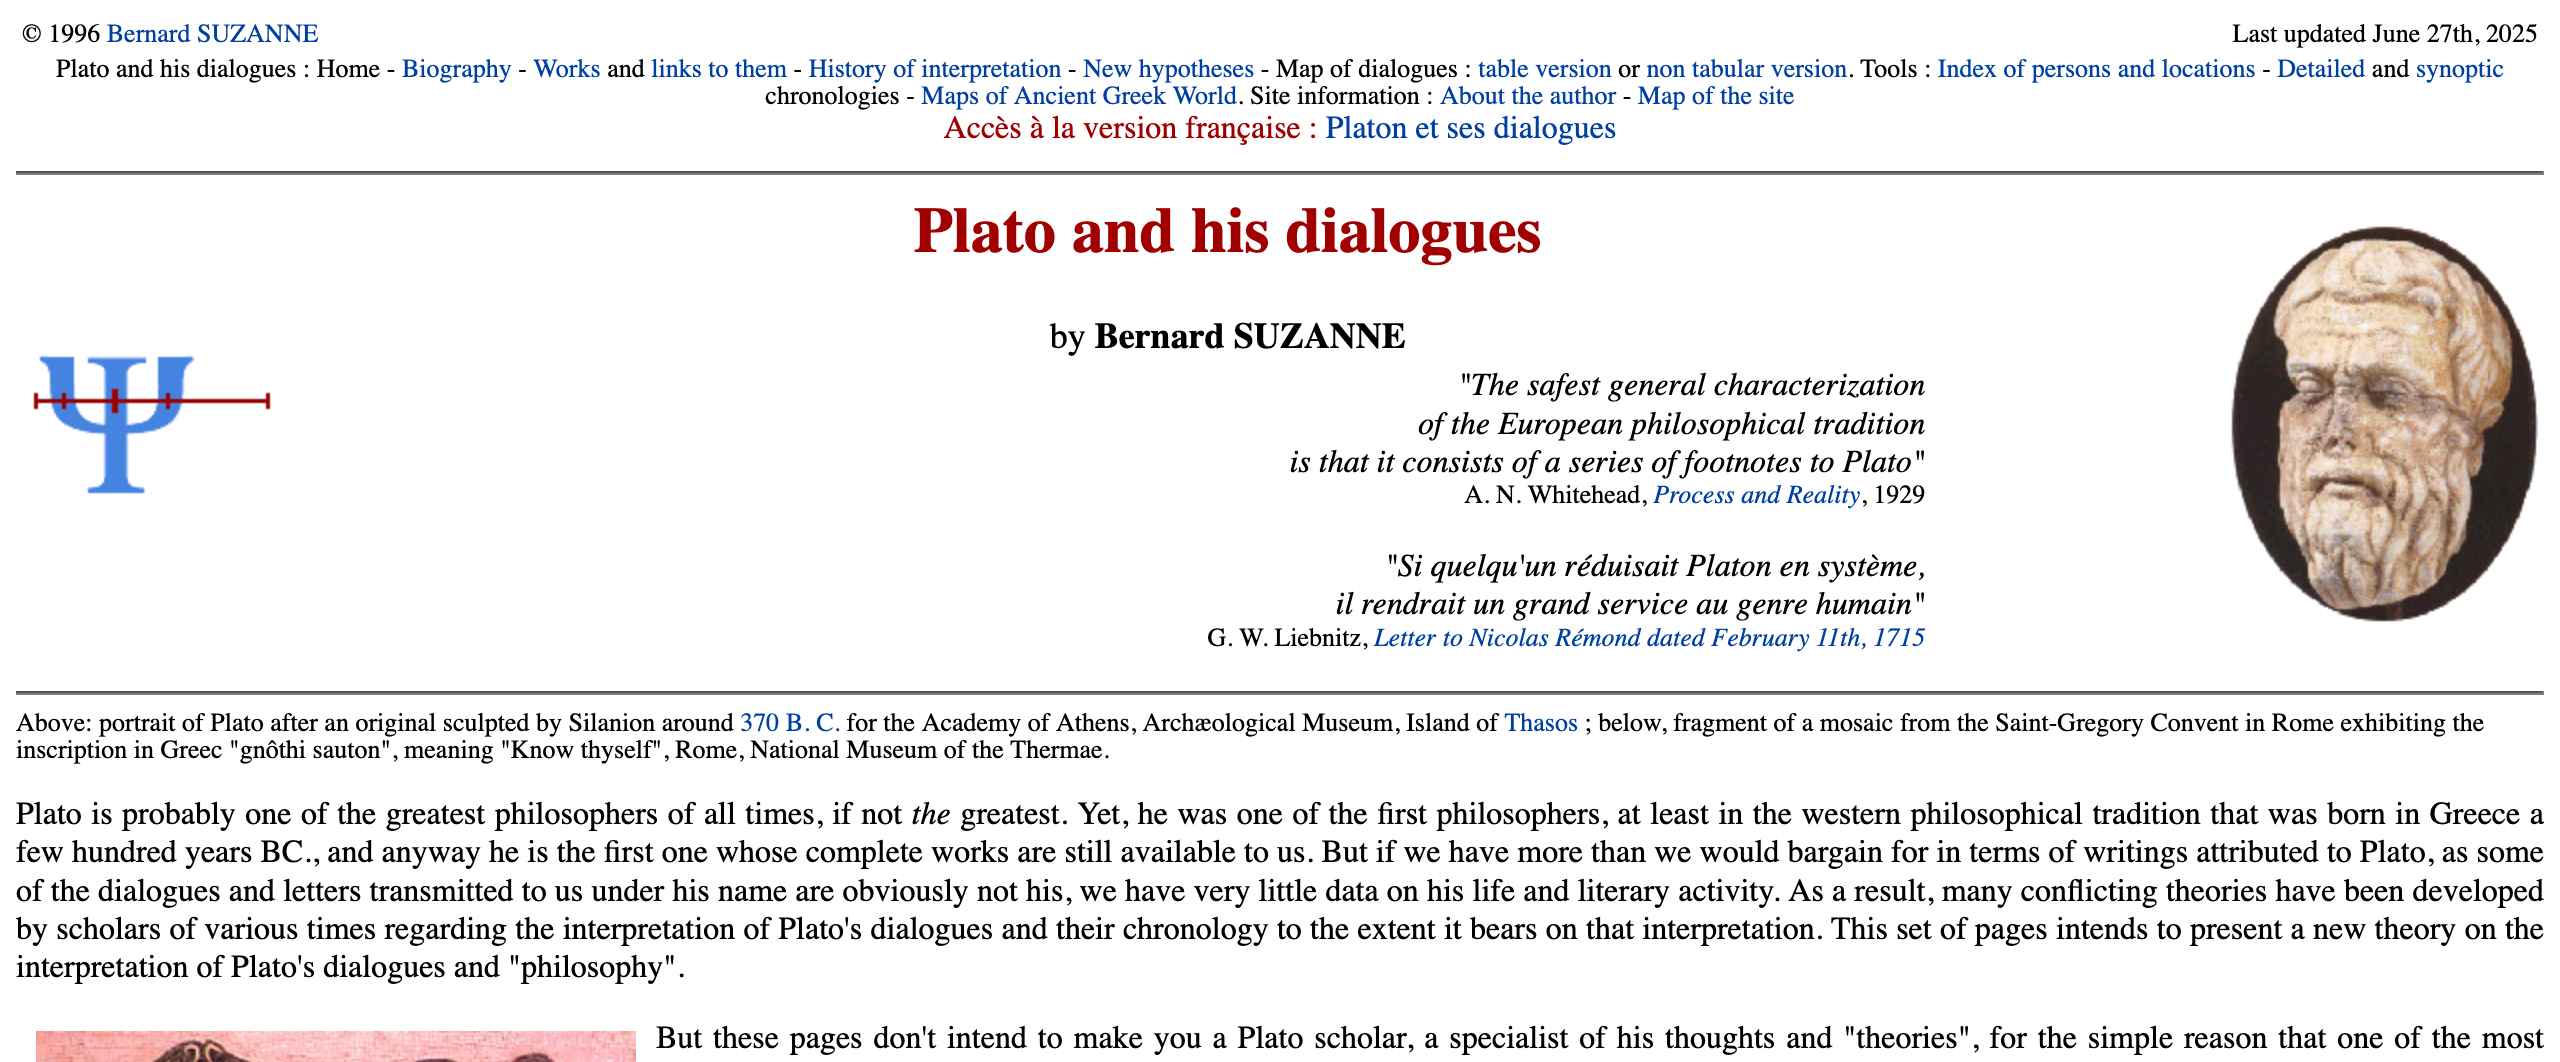 © 1996 Bernard SUZANNE
Last updated June 27th, 2025
Plato and his dialogues : Home - Biography - Works and links to them - History of interpretation - New hypotheses - Map of dialogues : table version or non tabular version. Tools : Index of persons and locations - Detailed and synoptic
chronologies - Maps of Ancient Greek World. Site information : About the author - Map of the site
Accès à la version française : Platon et ses dialogues
Plato and his dialogues
by Bernard SUZANNE
Ψ
"The safest general characterization
of the European philosophical tradition
is that it consists of a series of footnotes to Plato"
A. N. Whitehead, Process and Reality, 1929
"Si quelqu'un réduisait Platon en système,
il rendrait un grand service au genre humain"
G. W. Liebnitz, Letter to Nicolas Rémond dated February 11th, 1715
Above: portrait of Plato after an original sculpted by Silanion around 370 B. C. for the Academy of Athens, Archæological Museum, Island of Thasos ; below, fragment of a mosaic from the Saint-Gregory Convent in Rome exhibiting the
inscription in Greec "gnôthi sauton", meaning "Know thyself", Rome, National Museum of the Thermae.
Plato is probably one of the greatest philosophers of all times, if not the greatest. Yet, he was one of the first philosophers, at least in the western philosophical tradition that was born in Greece a
few hundred years BC., and anyway he is the first one whose complete works are still available to us. But if we have more than we would bargain for in terms of writings attributed to Plato, as some
of the dialogues and letters transmitted to us under his name are obviously not his, we have very little data on his life and literary activity. As a result, many conflicting theories have been developed
by scholars of various times regarding the interpretation of Plato's dialogues and their chronology to the extent it bears on that interpretation. This set of pages intends to present a new theory on the
interpretation of Plato's dialogues and "philosophy".
But these pages don't intend to make you a Plato scholar, a specialist of his thoughts and "theories", for the simple reason that one of the most